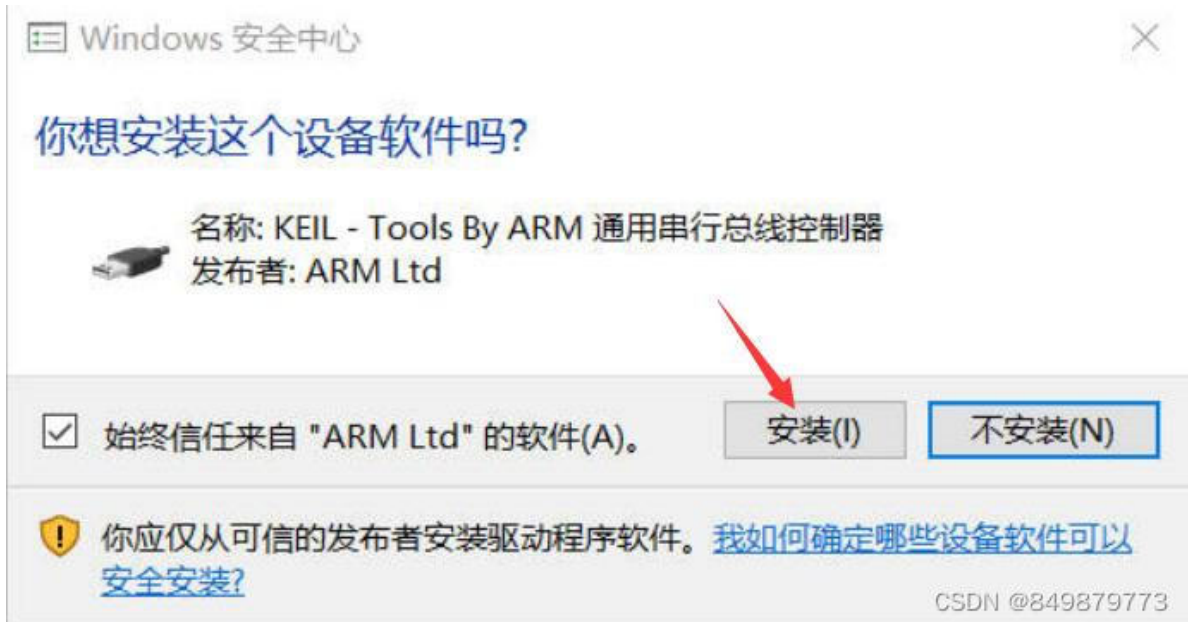 Windows 安全中心
你想安装这个设备软件吗?
名称: KEIL - Tools By ARM 通用串行总线控制器
发布者: ARM Ltd
始终信任来自 "ARM Ltd" 的软件(A)。
安装(I)
不安装(N)
你应仅从可信的发布者安装驱动程序软件。我如何确定哪些设备软件可以
安全安装?
CSDN @849879773